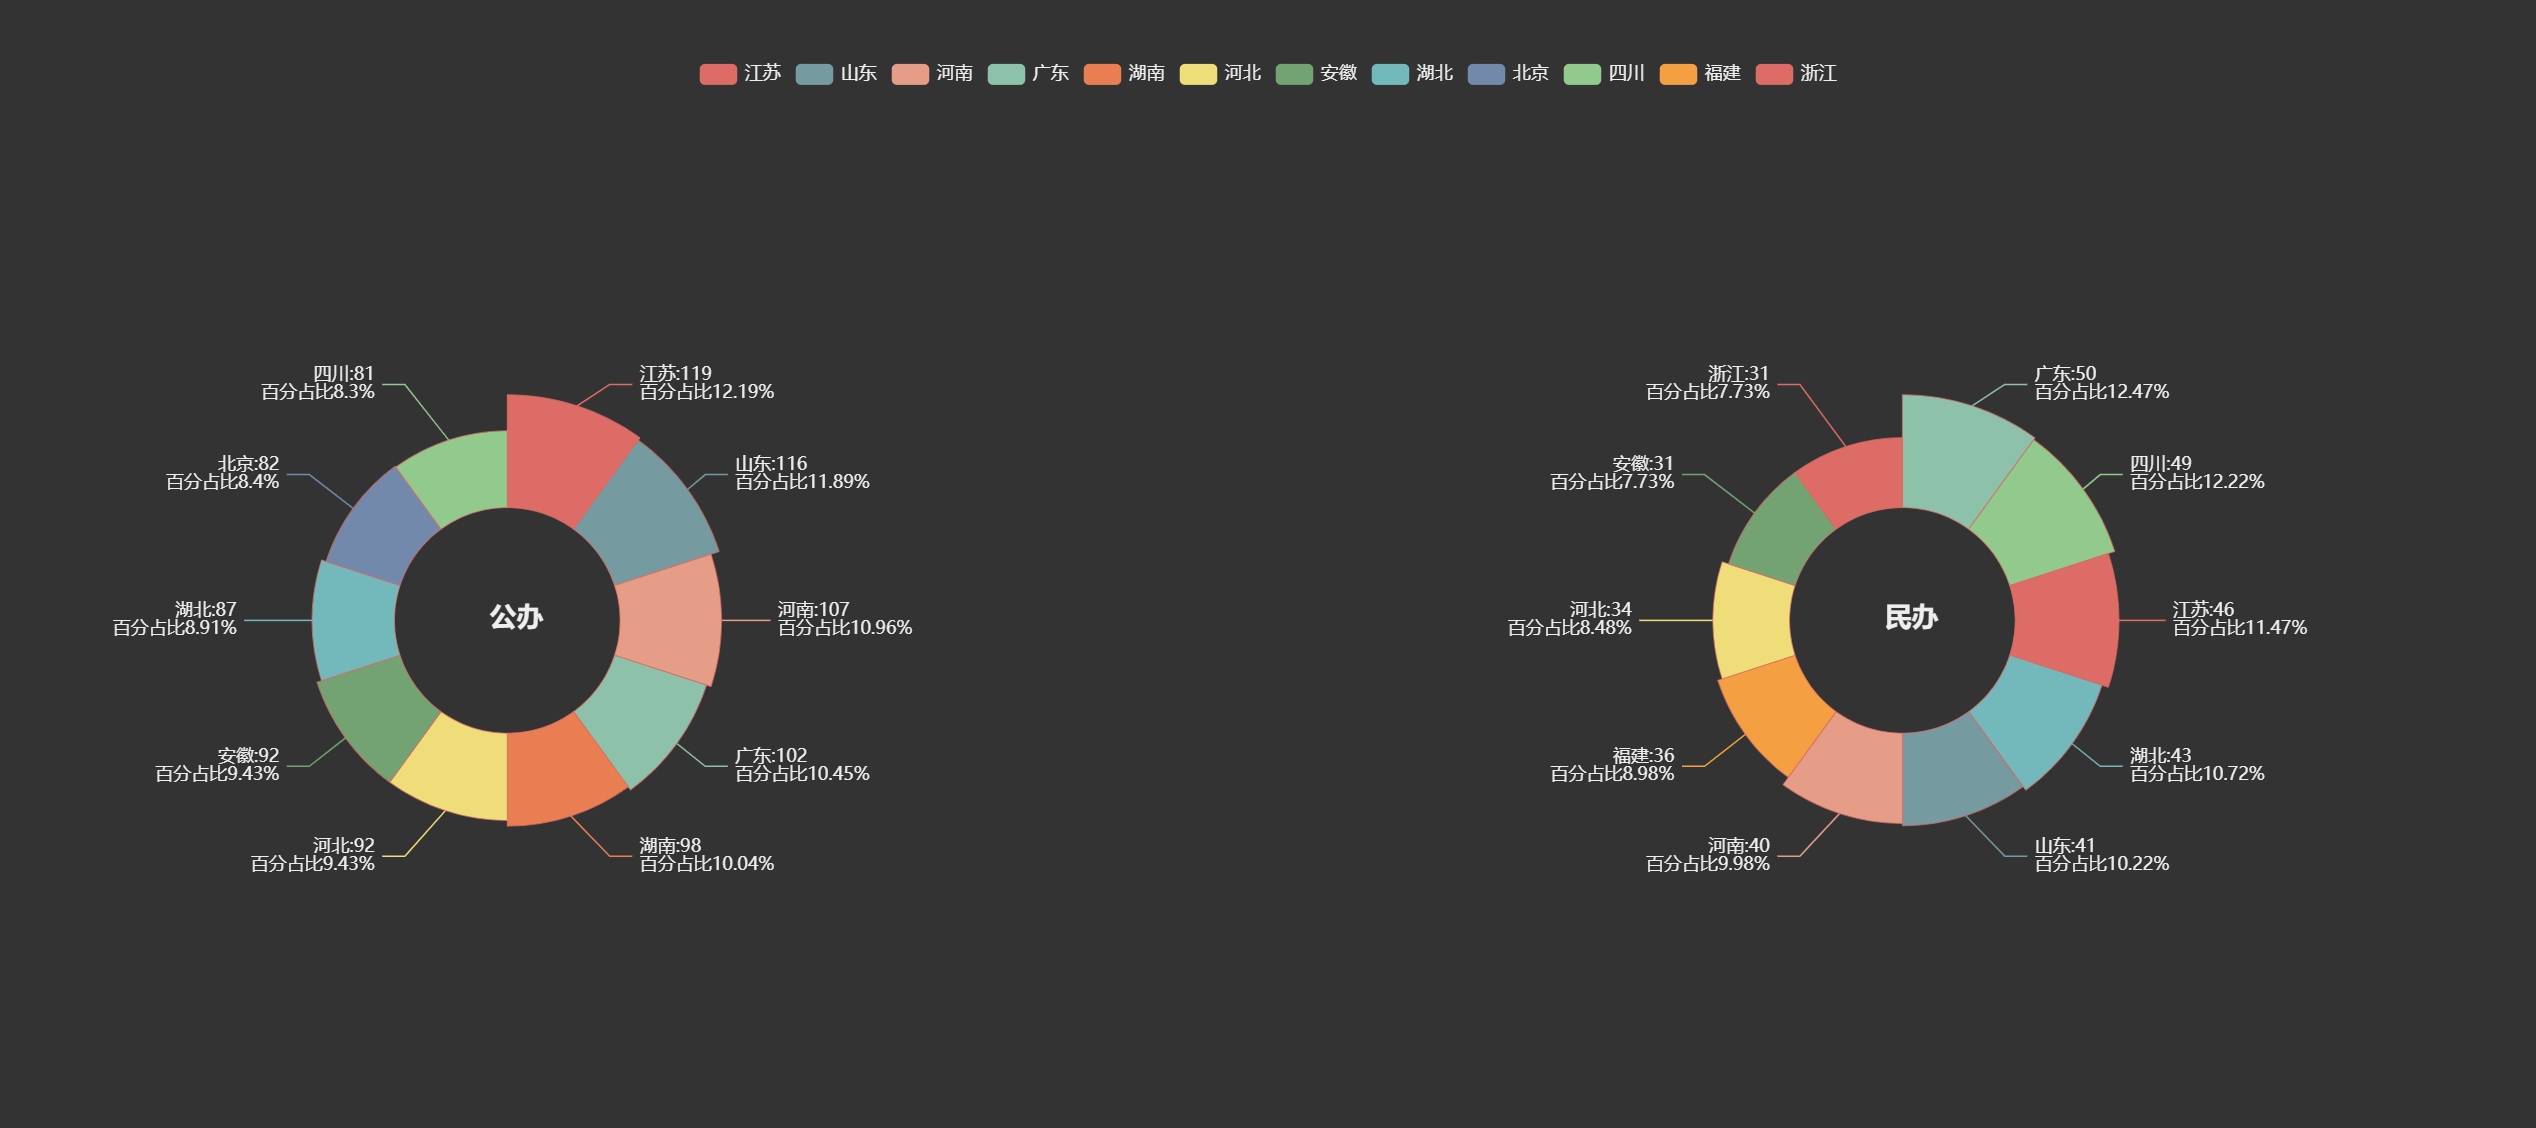 江苏 山东 河南 广东 湖南 河北 安徽 湖北 北京 四川 福建 浙江
江苏:119
百分占比12.19%
山东:116
百分占比11.89%
河南:107
百分占比10.96%
广东:102
百分占比10.45%
湖南:98
百分占比10.04%
河北:92
百分占比9.43%
安徽:92
百分占比9.43%
湖北:87
百分占比8.91%
北京:82
百分占比8.4%
四川:81
百分占比8.3%
公办
广东:50
百分占比12.47%
四川:49
百分占比12.22%
江苏:46
百分占比11.47%
湖北:43
百分占比10.72%
山东:41
百分占比10.22%
河南:40
百分占比9.98%
福建:36
百分占比8.98%
河北:34
百分占比8.48%
安徽:31
百分占比7.73%
浙江:31
百分占比7.73%
民办